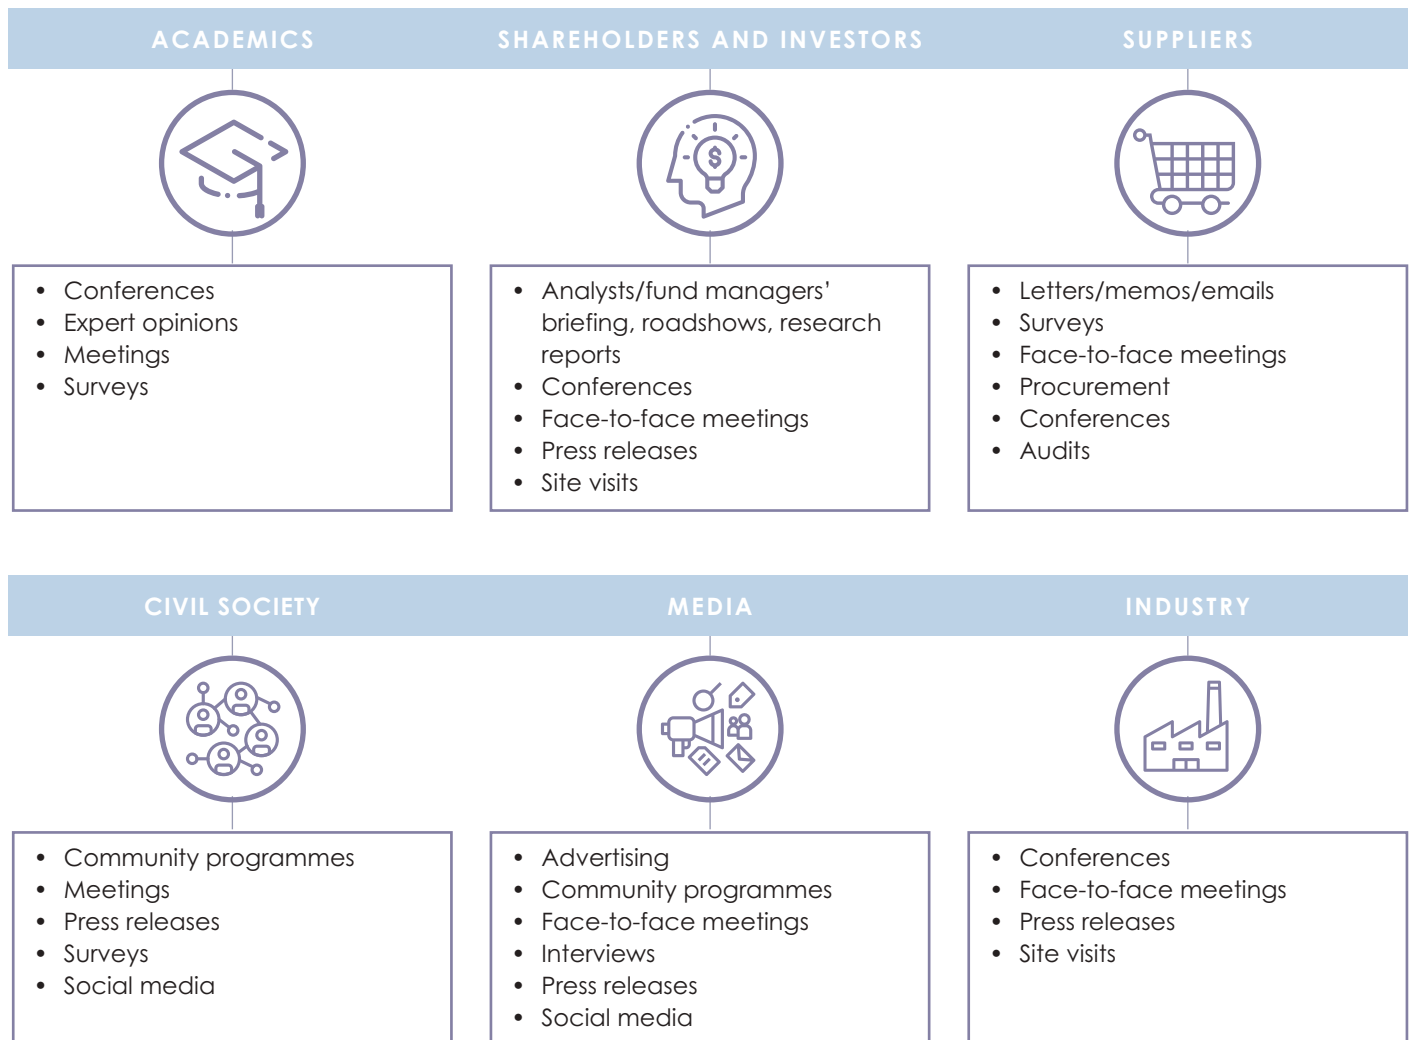 ACADEMICS
SHAREHOLDERS AND INVESTORS
SUPPLIERS
$
• Conferences
• Expert opinions
• Meetings
• Surveys
• Analysts/fund managers’
briefing, roadshows, research
reports
• Conferences
• Face-to-face meetings
• Press releases
• Site visits
• Letters/memos/emails
• Surveys
• Face-to-face meetings
• Procurement
• Conferences
• Audits
CIVIL SOCIETY
MEDIA
INDUSTRY
• Community programmes
• Meetings
• Press releases
• Surveys
• Social media
• Advertising
• Community programmes
• Face-to-face meetings
• Interviews
• Press releases
• Social media
• Conferences
• Face-to-face meetings
• Press releases
• Site visits